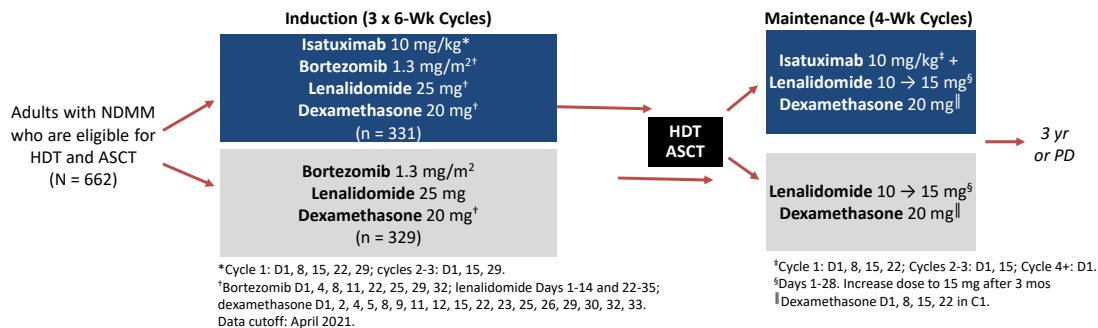 Induction (3 x 6-Wk Cycles)
Isatuximab 10 mg/kg*
Bortezomib 1.3 mg/m²†
Lenalidomide 25 mg†
Dexamethasone 20 mg†
(n = 331)
Adults with NDMM
who are eligible for
HDT and ASCT
(N = 662)
Bortezomib 1.3 mg/m²
Lenalidomide 25 mg
Dexamethasone 20 mg†
(n = 329)
*Cycle 1: D1, 8, 15, 22, 29; cycles 2-3: D1, 15, 29.
†Bortezomib D1, 4, 8, 11, 22, 25, 29, 32; lenalidomide Days 1-14 and 22-35;
dexamethasone D1, 2, 4, 5, 8, 9, 11, 12, 15, 22, 23, 25, 26, 29, 30, 32, 33.
Data cutoff: April 2021.
HDT
ASCT
Maintenance (4-Wk Cycles)
Isatuximab 10 mg/kg‡ +
Lenalidomide 10 → 15 mg§
Dexamethasone 20 mg‖
Lenalidomide 10 → 15 mg§
Dexamethasone 20 mg‖
‡Cycle 1: D1, 8, 15, 22; Cycles 2-3: D1, 15; Cycle 4+: D1.
§Days 1-28. Increase dose to 15 mg after 3 mos
‖Dexamethasone D1, 8, 15, 22 in C1.
3 yr
or PD